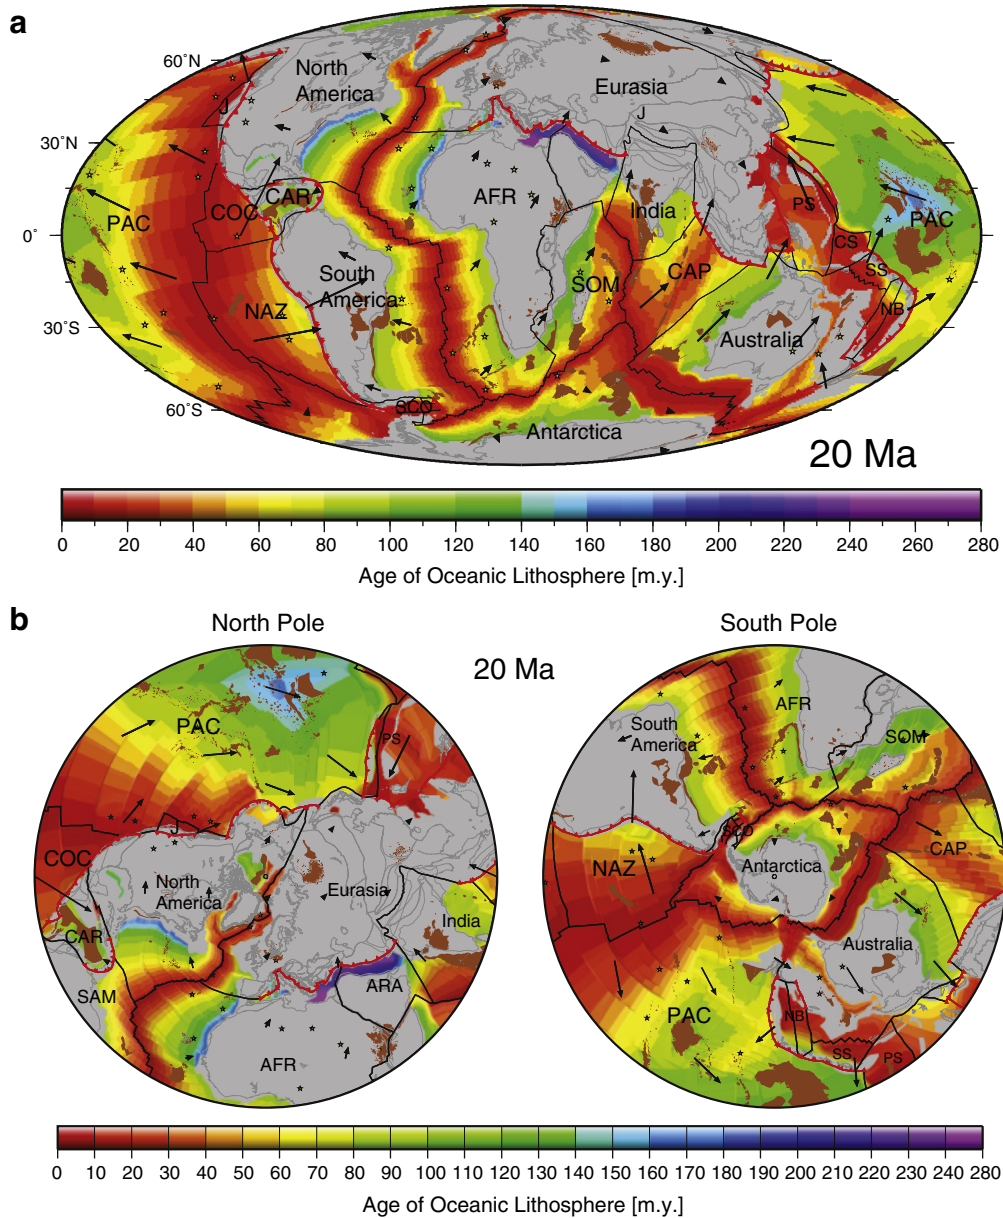 a
60˚N
30˚N
0˚
30˚S
60˚S
North
America
Eurasia
J
J
CAR
COC
PAC
AFR
India
PS
PAC
CS
SS
NB
South
America
NAZ
SOM
CAP
Australia
SCO
Antarctica
20 Ma
0 20 40 60 80 100 120 140 160 180 200 220 240 260 280
Age of Oceanic Lithosphere [m.y.]
b
North Pole
South Pole
20 Ma
PAC
PS
J
COC
North
America
Eurasia
India
CAR
SAM
ARA
AFR
AFR
South
America
SOM
SCO
NAZ
Antarctica
CAP
Australia
PAC
NB
SS
PS
0 10 20 30 40 50 60 70 80 90 100 110 120 130 140 150 160 170 180 190 200 210 220 230 240 260 280
Age of Oceanic Lithosphere [m.y.]